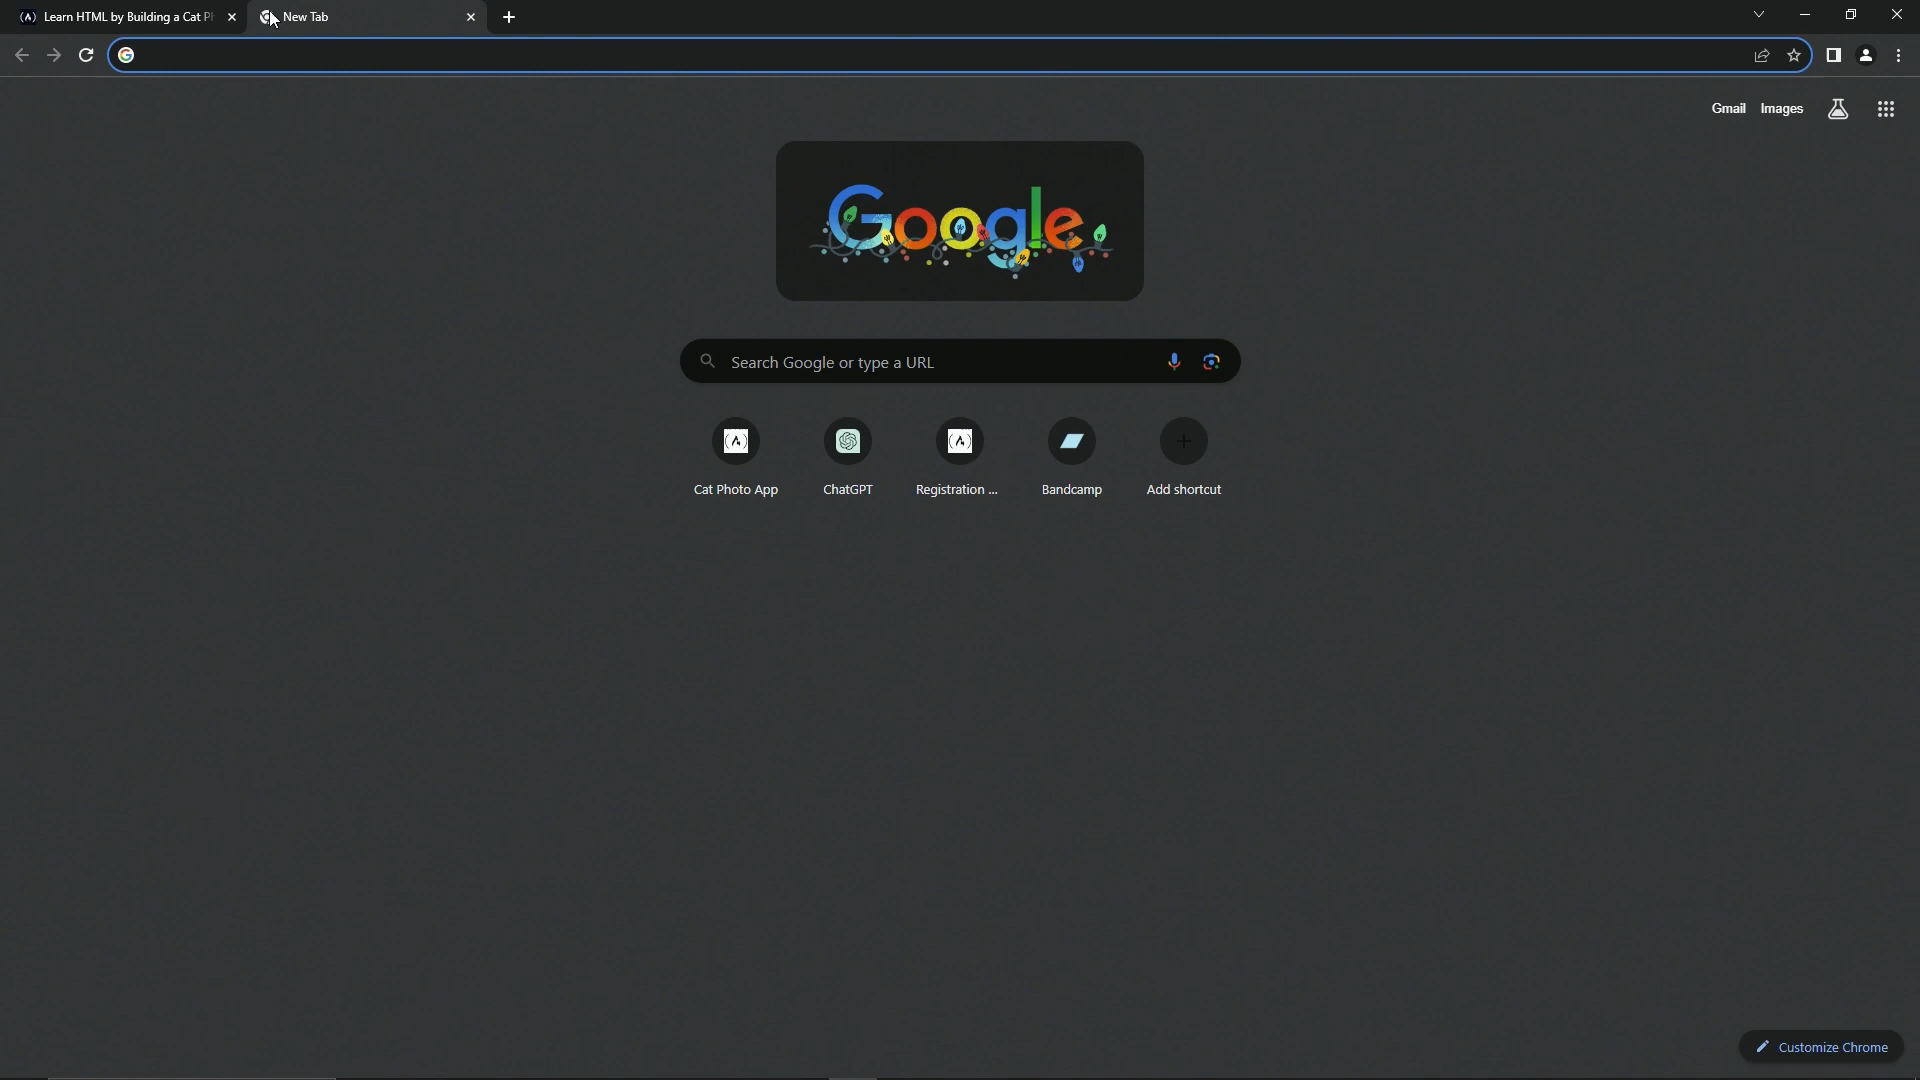 Learn HTML by Building a Cat Ph
New Tab
Gmail Images
Google
Search Google or type a URL
Cat Photo App
ChatGPT
Registration ...
Bandcamp
Add shortcut
Customize Chrome